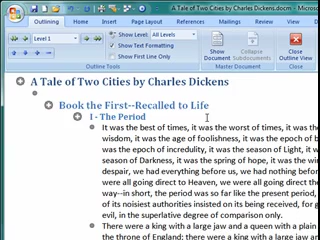 A Tale of Two Cities by Charles Dickens.docm - Microso
Outlining Home Insert Page Layout References Mailings Review View
Level 1
Show Level: All Levels
Show Text Formatting
Show First Line Only
Show Document
Collapse Subdocuments
Close Outline View
Outline Tools Master Document Close
A Tale of Two Cities by Charles Dickens
Book the First--Recalled to Life
I - The Period
It was the best of times, it was the worst of times, it was the
wisdom, it was the age of foolishness, it was the epoch of b
was the epoch of incredulity, it was the season of Light, it
season of Darkness, it was the spring of hope, it was the winte
despair, we had everything before us, we had nothing before
were all going direct to Heaven, we were all going direct the
way--in short, the period was so far like the present period,
of its noisiest authorities insisted on its being received, for g
evil, in the superlative degree of comparison only.
There were a king with a large jaw and a queen with a plain
the throne of England; there were a king with a large jaw an